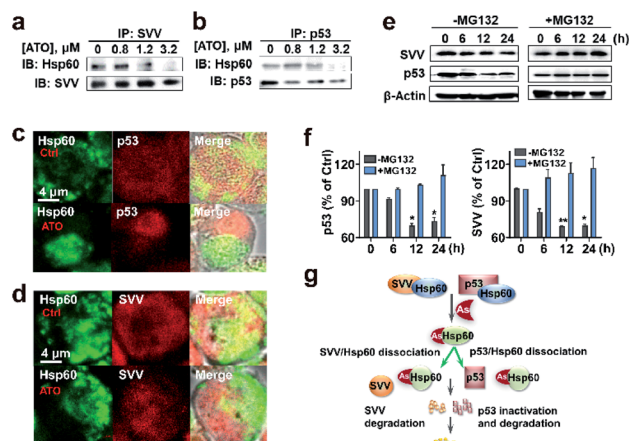 a
IP: SVV
[ATO], µM
0 0.8 1.2 3.2
IB: Hsp60
IB: SVV
b
IP: p53
[ATO], µM
0 0.8 1.2 3.2
IB: Hsp60
IB: p53
e
-MG132 +MG132
0 6 12 24 0 6 12 24 (h)
SVV
p53
β-Actin
c
Hsp60 p53 Merge
Ctrl
4 µm
Hsp60 p53
ATO
d
Hsp60 SVV Merge
Ctrl
4 µm
Hsp60 SVV
ATO
f
-MG132
+MG132
p53 (% of Ctrl)
120
90
60
* *
0 6 12 24 (h)
-MG132
+MG132
SVV (% of Ctrl)
120
90
60
** *
0 6 12 24 (h)
g
SVV Hsp60 p53 Hsp60
As
As Hsp60
SVV/Hsp60 dissociation p53/Hsp60 dissociation
SVV As Hsp60 p53 As Hsp60
SVV degradation
p53 inactivation and degradation